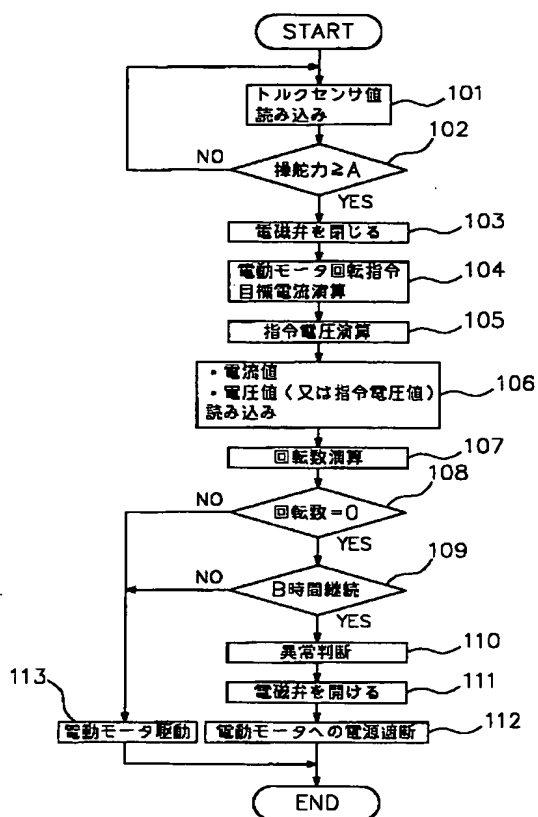 START
トルクセンサ値
読み込み
101
102
操舵力≧A
NO
YES
電磁弁を閉じる
103
電動モータ回転指令
目標電流演算
104
指令電圧演算
105
・電流値
・電圧値(又は指令電圧値)
読み込み
106
回転数演算
107
108
回転数=0
NO
YES
109
B時間継続
NO
YES
異常判断
110
電磁弁を開ける
111
113
電動モータ駆動
電動モータへの電源遮断
112
END